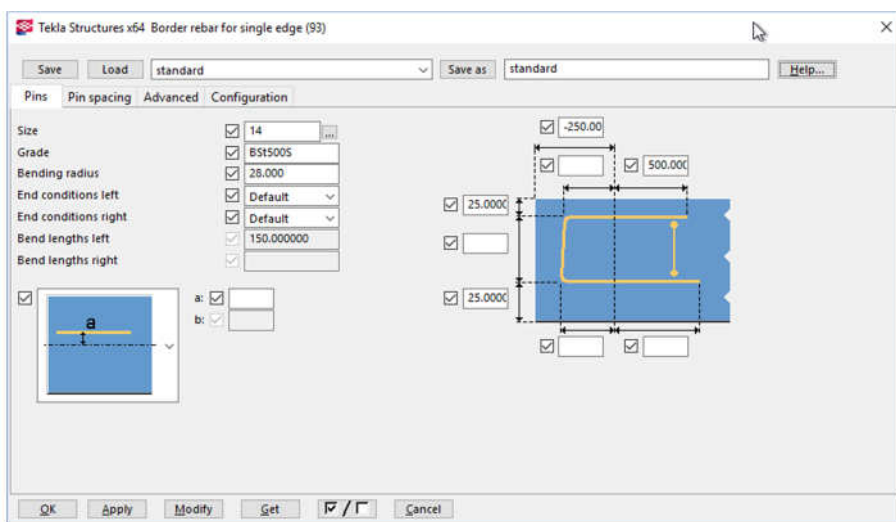 Tekla Structures x64 Border rebar for single edge (93)
Save Load standard Save as standard Help...
Pins Pin spacing Advanced Configuration
Size 14 ...
Grade BSt500S
Bending radius 28.000
End conditions left Default
End conditions right Default
Bend lengths left 150.000000
Bend lengths right
a
a:
b:
-250.00
500.000
25.0000
25.0000
OK Apply Modify Get / Cancel